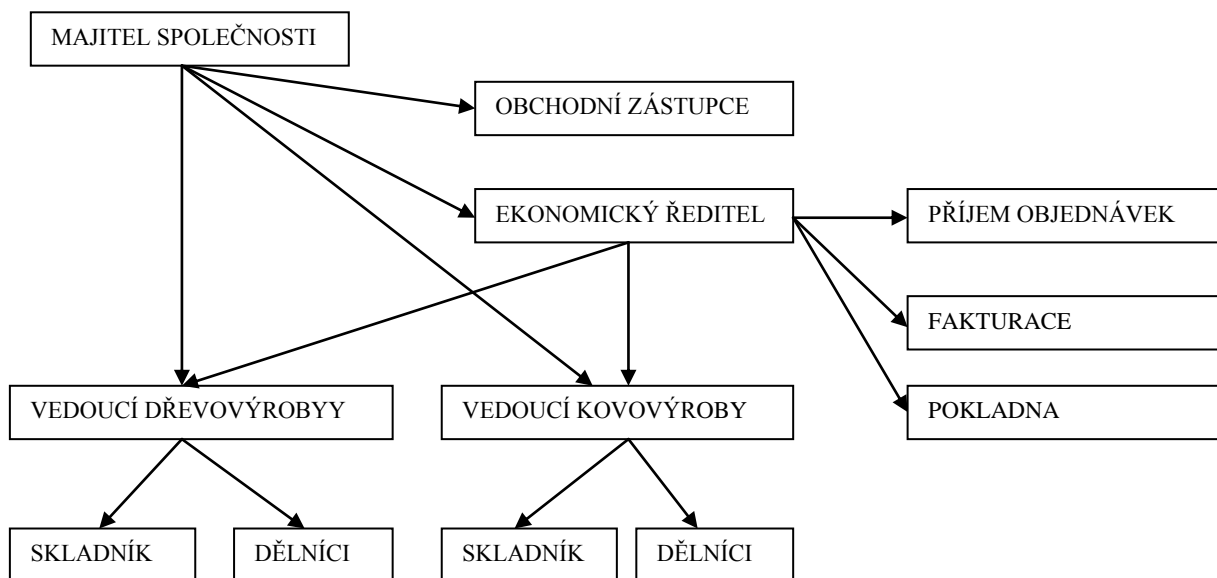 MAJITEL SPOLEČNOSTI
OBCHODNÍ ZÁSTUPCE
EKONOMICKÝ ŘEDITEL
PŘÍJEM OBJEDNÁVEK
FAKTURACE
VEDOUCÍ DŘEVOVÝROBYY
VEDOUCÍ KOVOVÝROBY
POKLADNA
SKLADNÍK
DĚLNÍCI
SKLADNÍK
DĚLNÍCI